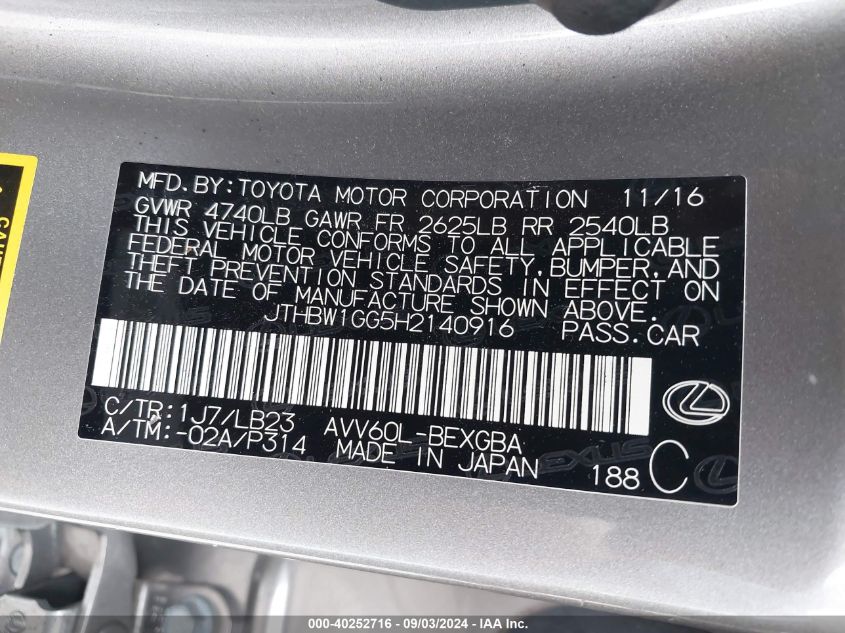 MFD.BY:TOYOTA MOTOR CORPORATION 11/16
GVWR 4740LB GAWR FR 2625LB RR 2540LB
THIS VEHICLE CONFORMS TO ALL APPLICABLE
FEDERAL MOTOR VEHICLE SAFETY,BUMPER,AND
THEFT PREVENTION STANDARDS IN EFFECT ON
THE DATE OF MANUFACTURE SHOWN ABOVE.
JTHBW1GG5H2140916 PASS.CAR
C/TR:1J7/LB23 AVV60L-BEXGBA
A/TM:-02A/P314 MADE IN JAPAN
188 C
000-40252716 - 09/03/2024 - IAA Inc.